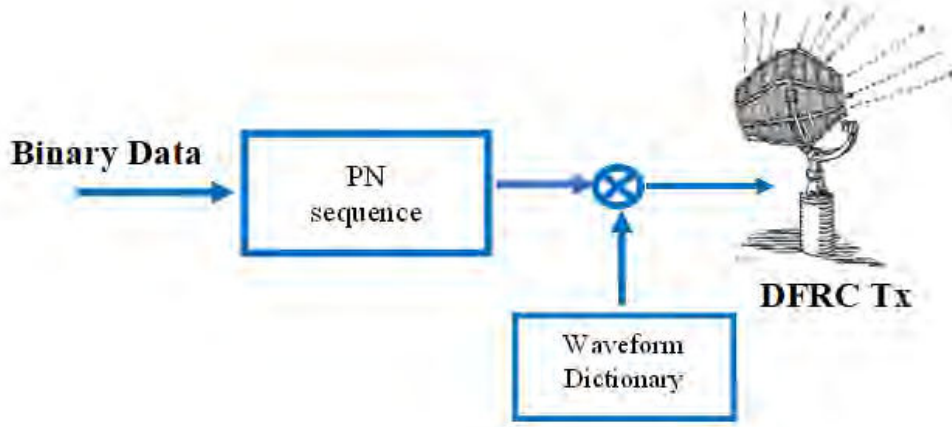 Binary Data
PN
sequence
Waveform
Dictionary
DFRC Tx